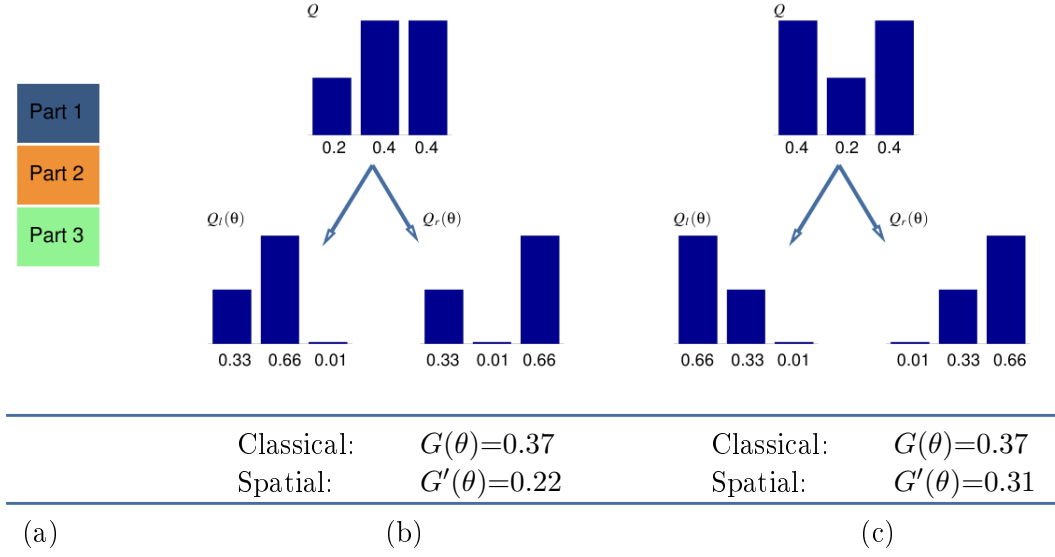 Q
Q
Part 1
Part 2
Part 3
0.2 0.4 0.4
0.4 0.2 0.4
Q_l(θ) Q_r(θ)
Q_l(θ) Q_r(θ)
0.33 0.66 0.01
0.33 0.01 0.66
0.66 0.33 0.01
0.01 0.33 0.66
Classical: G(θ)=0.37
Classical: G(θ)=0.37
Spatial: G′(θ)=0.22
Spatial: G′(θ)=0.31
(a) (b) (c)